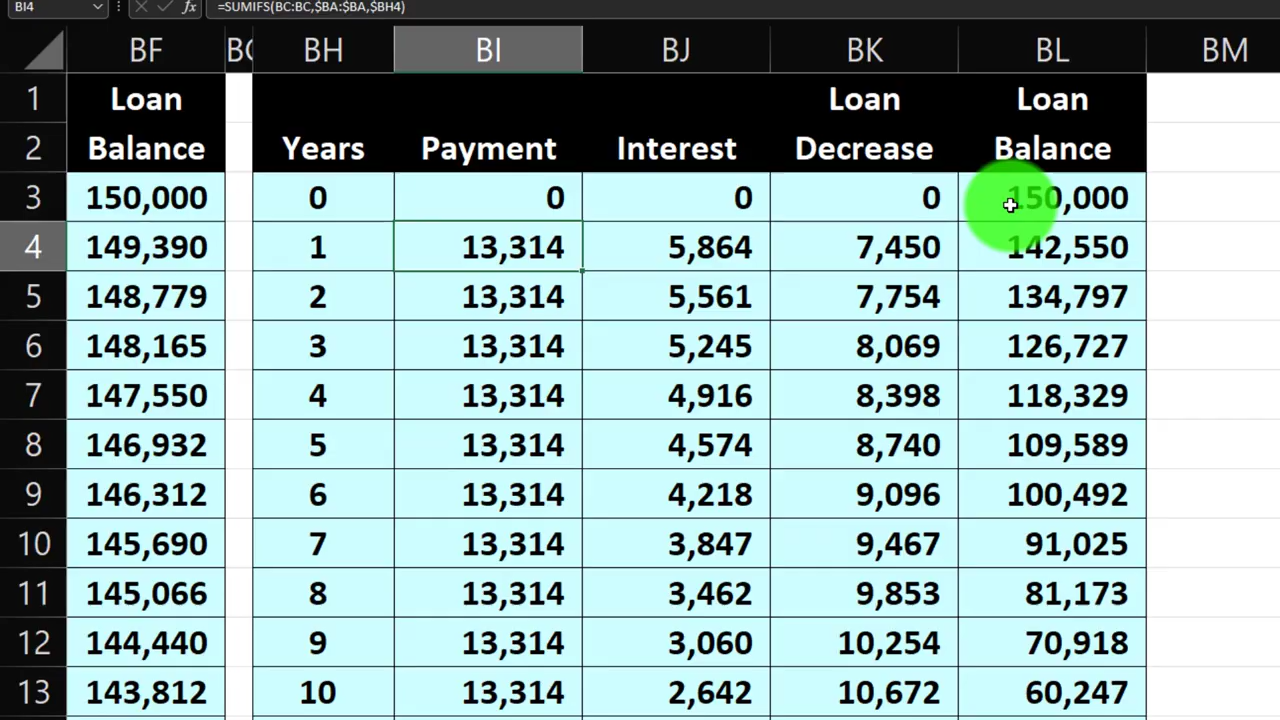 BI4 fx =SUMIFS(BC:BC,$BA:$BA,$BH4)
BF BH BI BJ BK BL BM
1 Loan Loan Loan
2 Balance Years Payment Interest Decrease Balance
3 150,000 0 0 0 0 150,000
4 149,390 1 13,314 5,864 7,450 142,550
5 148,779 2 13,314 5,561 7,754 134,797
6 148,165 3 13,314 5,245 8,069 126,727
7 147,550 4 13,314 4,916 8,398 118,329
8 146,932 5 13,314 4,574 8,740 109,589
9 146,312 6 13,314 4,218 9,096 100,492
10 145,690 7 13,314 3,847 9,467 91,025
11 145,066 8 13,314 3,462 9,853 81,173
12 144,440 9 13,314 3,060 10,254 70,918
13 143,812 10 13,314 2,642 10,672 60,247